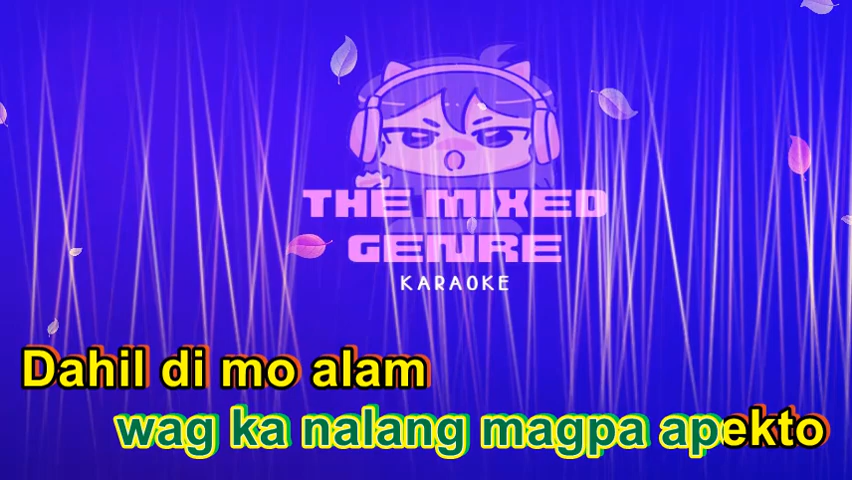 THE MIXED
GENRE
KARAOKE
Dahil di mo alam
wag ka nalang magpa apekto